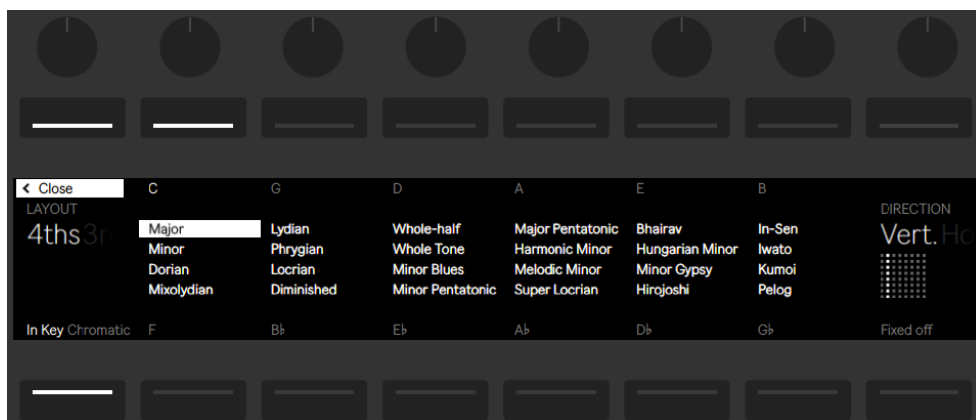 < Close C G D A E B
LAYOUT DIRECTION
4ths3r Vert.Ho
Major Lydian Whole-half Major Pentatonic Bhairav In-Sen
Minor Phrygian Whole Tone Harmonic Minor Hungarian Minor Iwato
Dorian Locrian Minor Blues Melodic Minor Minor Gypsy Kumoi
Mixolydian Diminished Minor Pentatonic Super Locrian Hirojoshi Pelog
In Key Chromatic F B♭ E♭ A♭ D♭ G♭ Fixed off